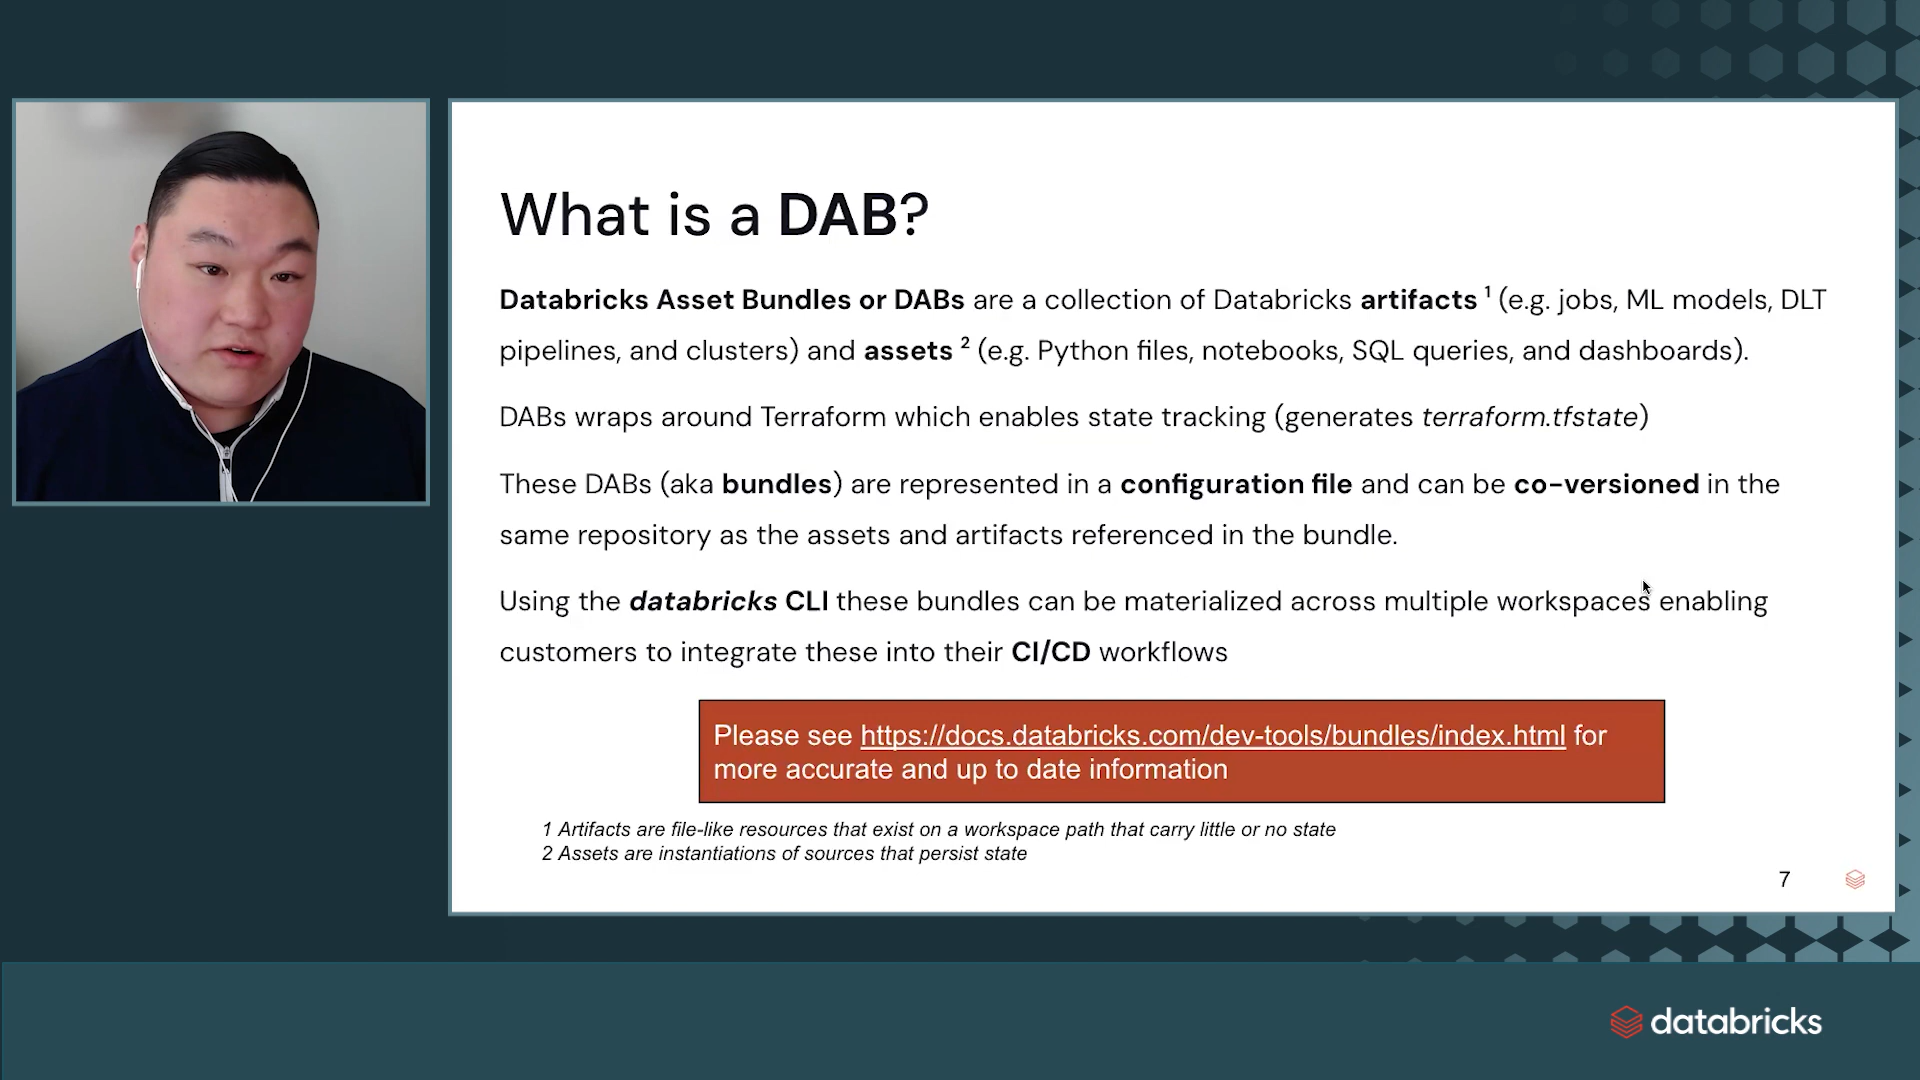 What is a DAB?
Databricks Asset Bundles or DABs are a collection of Databricks artifacts ¹ (e.g. jobs, ML models, DLT
pipelines, and clusters) and assets ² (e.g. Python files, notebooks, SQL queries, and dashboards).
DABs wraps around Terraform which enables state tracking (generates terraform.tfstate)
These DABs (aka bundles) are represented in a configuration file and can be co-versioned in the
same repository as the assets and artifacts referenced in the bundle.
Using the databricks CLI these bundles can be materialized across multiple workspaces enabling
customers to integrate these into their CI/CD workflows
Please see https://docs.databricks.com/dev-tools/bundles/index.html for
more accurate and up to date information
1 Artifacts are file-like resources that exist on a workspace path that carry little or no state
2 Assets are instantiations of sources that persist state
7
databricks